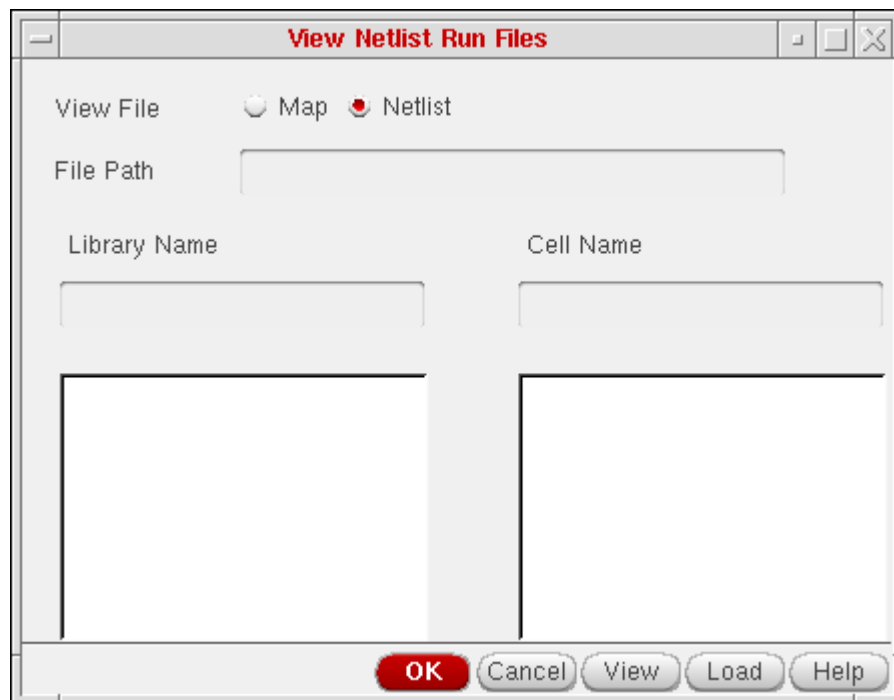 View Netlist Run Files
View File Map Netlist
File Path
Library Name Cell Name
OK Cancel View Load Help